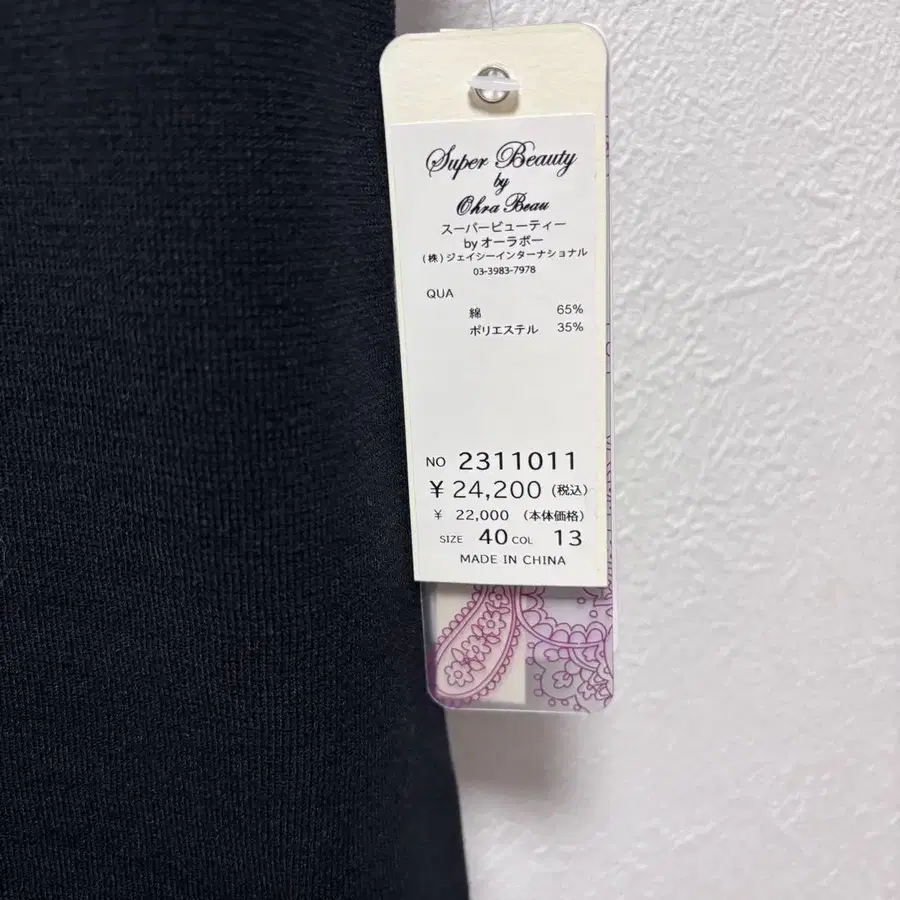 Super Beauty
by
Ohra Beau
スーパービューティー
by オーラボー
(株)ジェイシーインターナショナル
03-3983-7978
QUA
綿 65%
ポリエステル 35%
NO 2311011
¥ 24,200 (税込)
¥ 22,000 (本体価格)
SIZE 40 COL 13
MADE IN CHINA